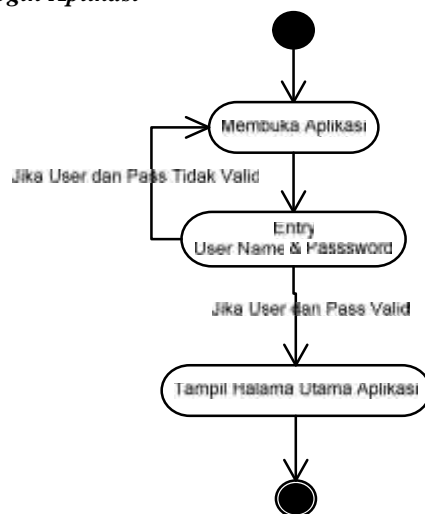 Login Aplikasi
Membuka Aplikasi
Jika User dan Pass Tidak Valid
Entry
User Name & Passsword
Jika User dan Pass Valid
Tampil Halama Utama Aplikasi